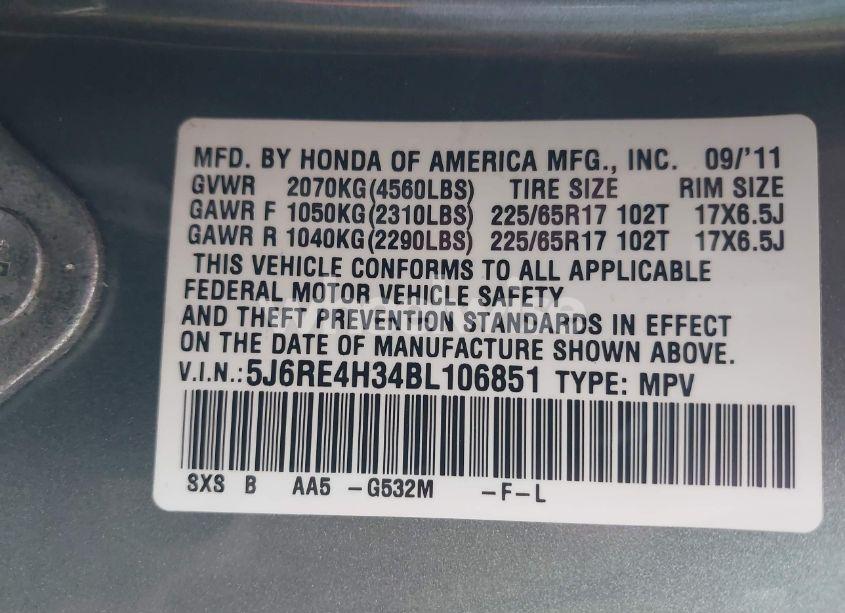 MFD. BY HONDA OF AMERICA MFG., INC. 09/'11
GVWR 2070KG(4560LBS) TIRE SIZE RIM SIZE
GAWR F 1050KG(2310LBS) 225/65R17 102T 17X6.5J
GAWR R 1040KG(2290LBS) 225/65R17 102T 17X6.5J
THIS VEHICLE CONFORMS TO ALL APPLICABLE
FEDERAL MOTOR VEHICLE SAFETY
AND THEFT PREVENTION STANDARDS IN EFFECT
ON THE DATE OF MANUFACTURE SHOWN ABOVE.
V.I.N.:5J6RE4H34BL106851 TYPE: MPV
SXS B AA5 -G532M -F-L